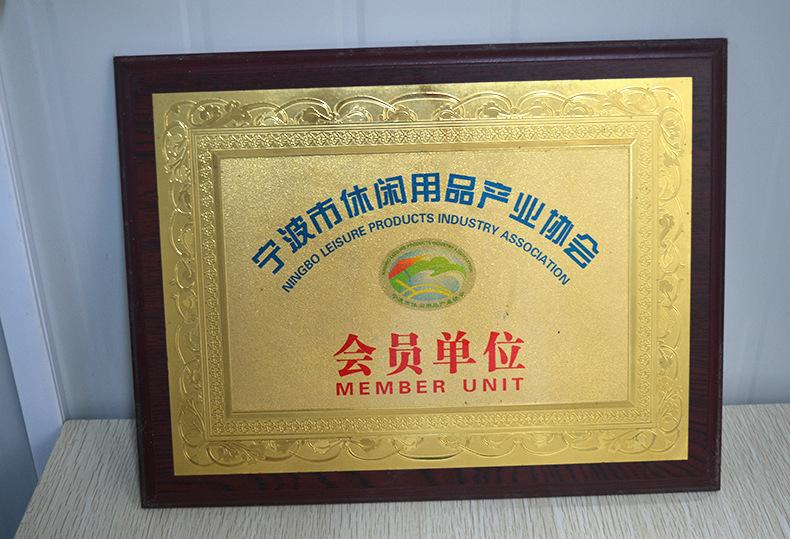 宁波市休闲用品产业协会
NINGBO LEISURE PRODUCTS INDUSTRY ASSOCIATION
会员单位
MEMBER UNIT